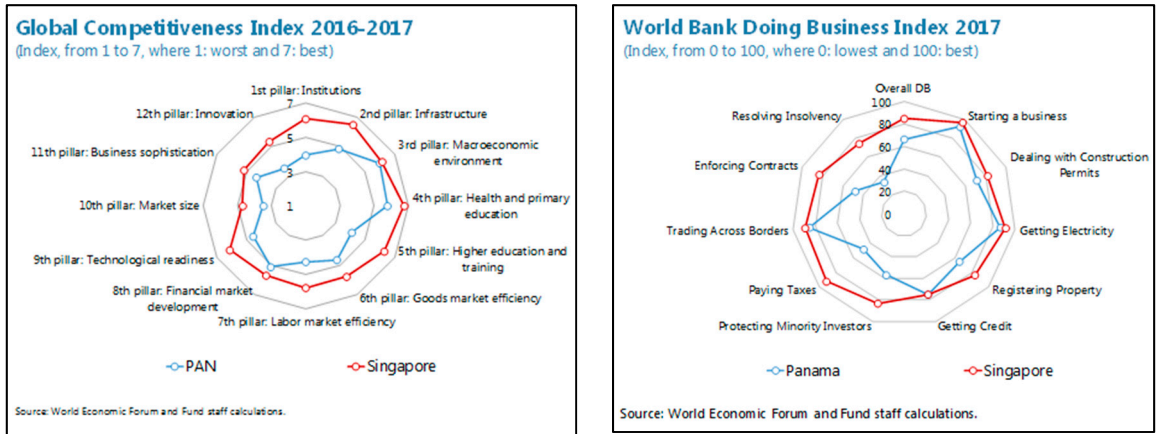 Global Competitiveness Index 2016-2017
(Index, from 1 to 7, where 1: worst and 7: best)
1st pillar: Institutions
7
12th pillar: Innovation
2nd pillar: Infrastructure
5
3rd pillar: Macroeconomic
environment
11th pillar: Business sophistication
3
10th pillar: Market size
1
4th pillar: Health and primary
education
9th pillar: Technological readiness
5th pillar: Higher education and
training
8th pillar: Financial market
development
6th pillar: Goods market efficiency
7th pillar: Labor market efficiency
PAN
Singapore
Source: World Economic Forum and Fund staff calculations.
World Bank Doing Business Index 2017
(Index, from 0 to 100, where 0: lowest and 100: best)
Overall DB
100
Resolving Insolvency
Starting a business
80
60
Enforcing Contracts
Dealing with Construction
Permits
40
20
0
Trading Across Borders
Getting Electricity
Paying Taxes
Registering Property
Protecting Minority Investors
Getting Credit
Panama
Singapore
Source: World Economic Forum and Fund staff calculations.